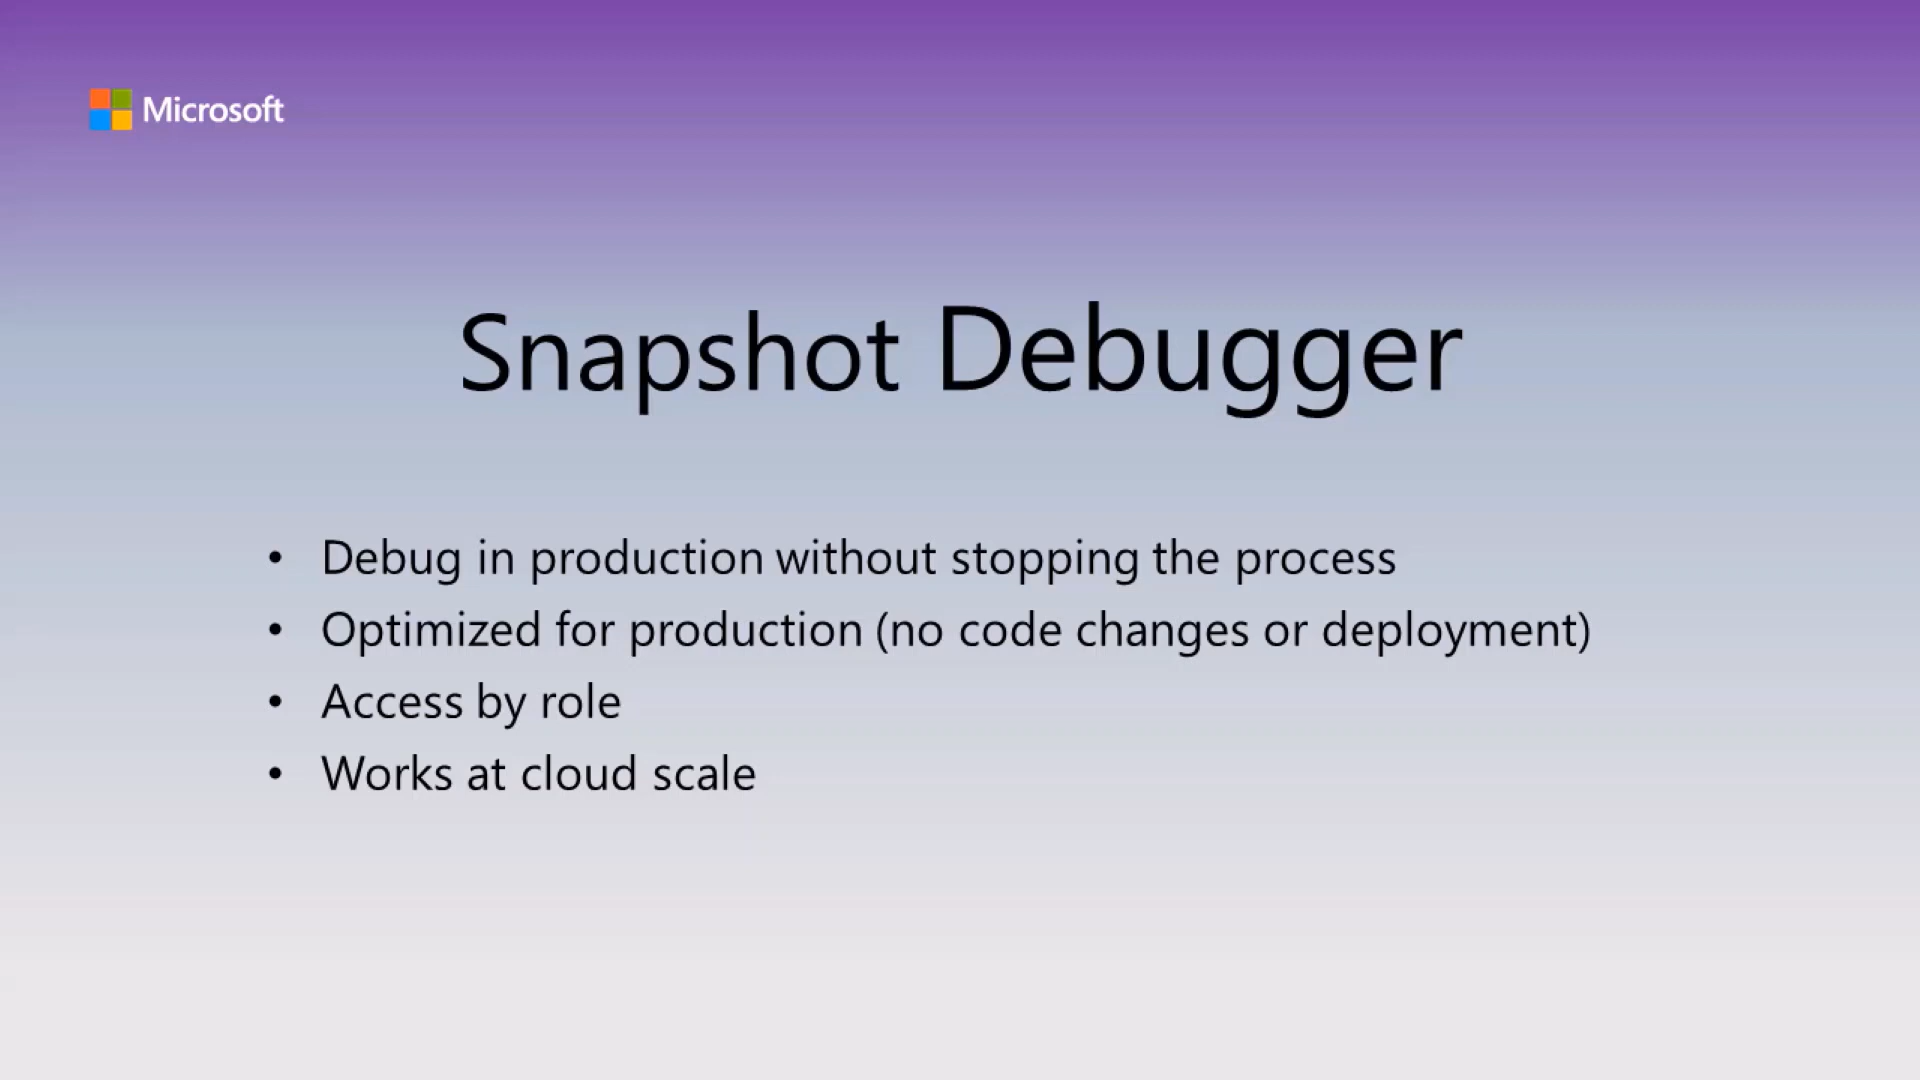 Microsoft
Snapshot Debugger
• Debug in production without stopping the process
• Optimized for production (no code changes or deployment)
• Access by role
• Works at cloud scale